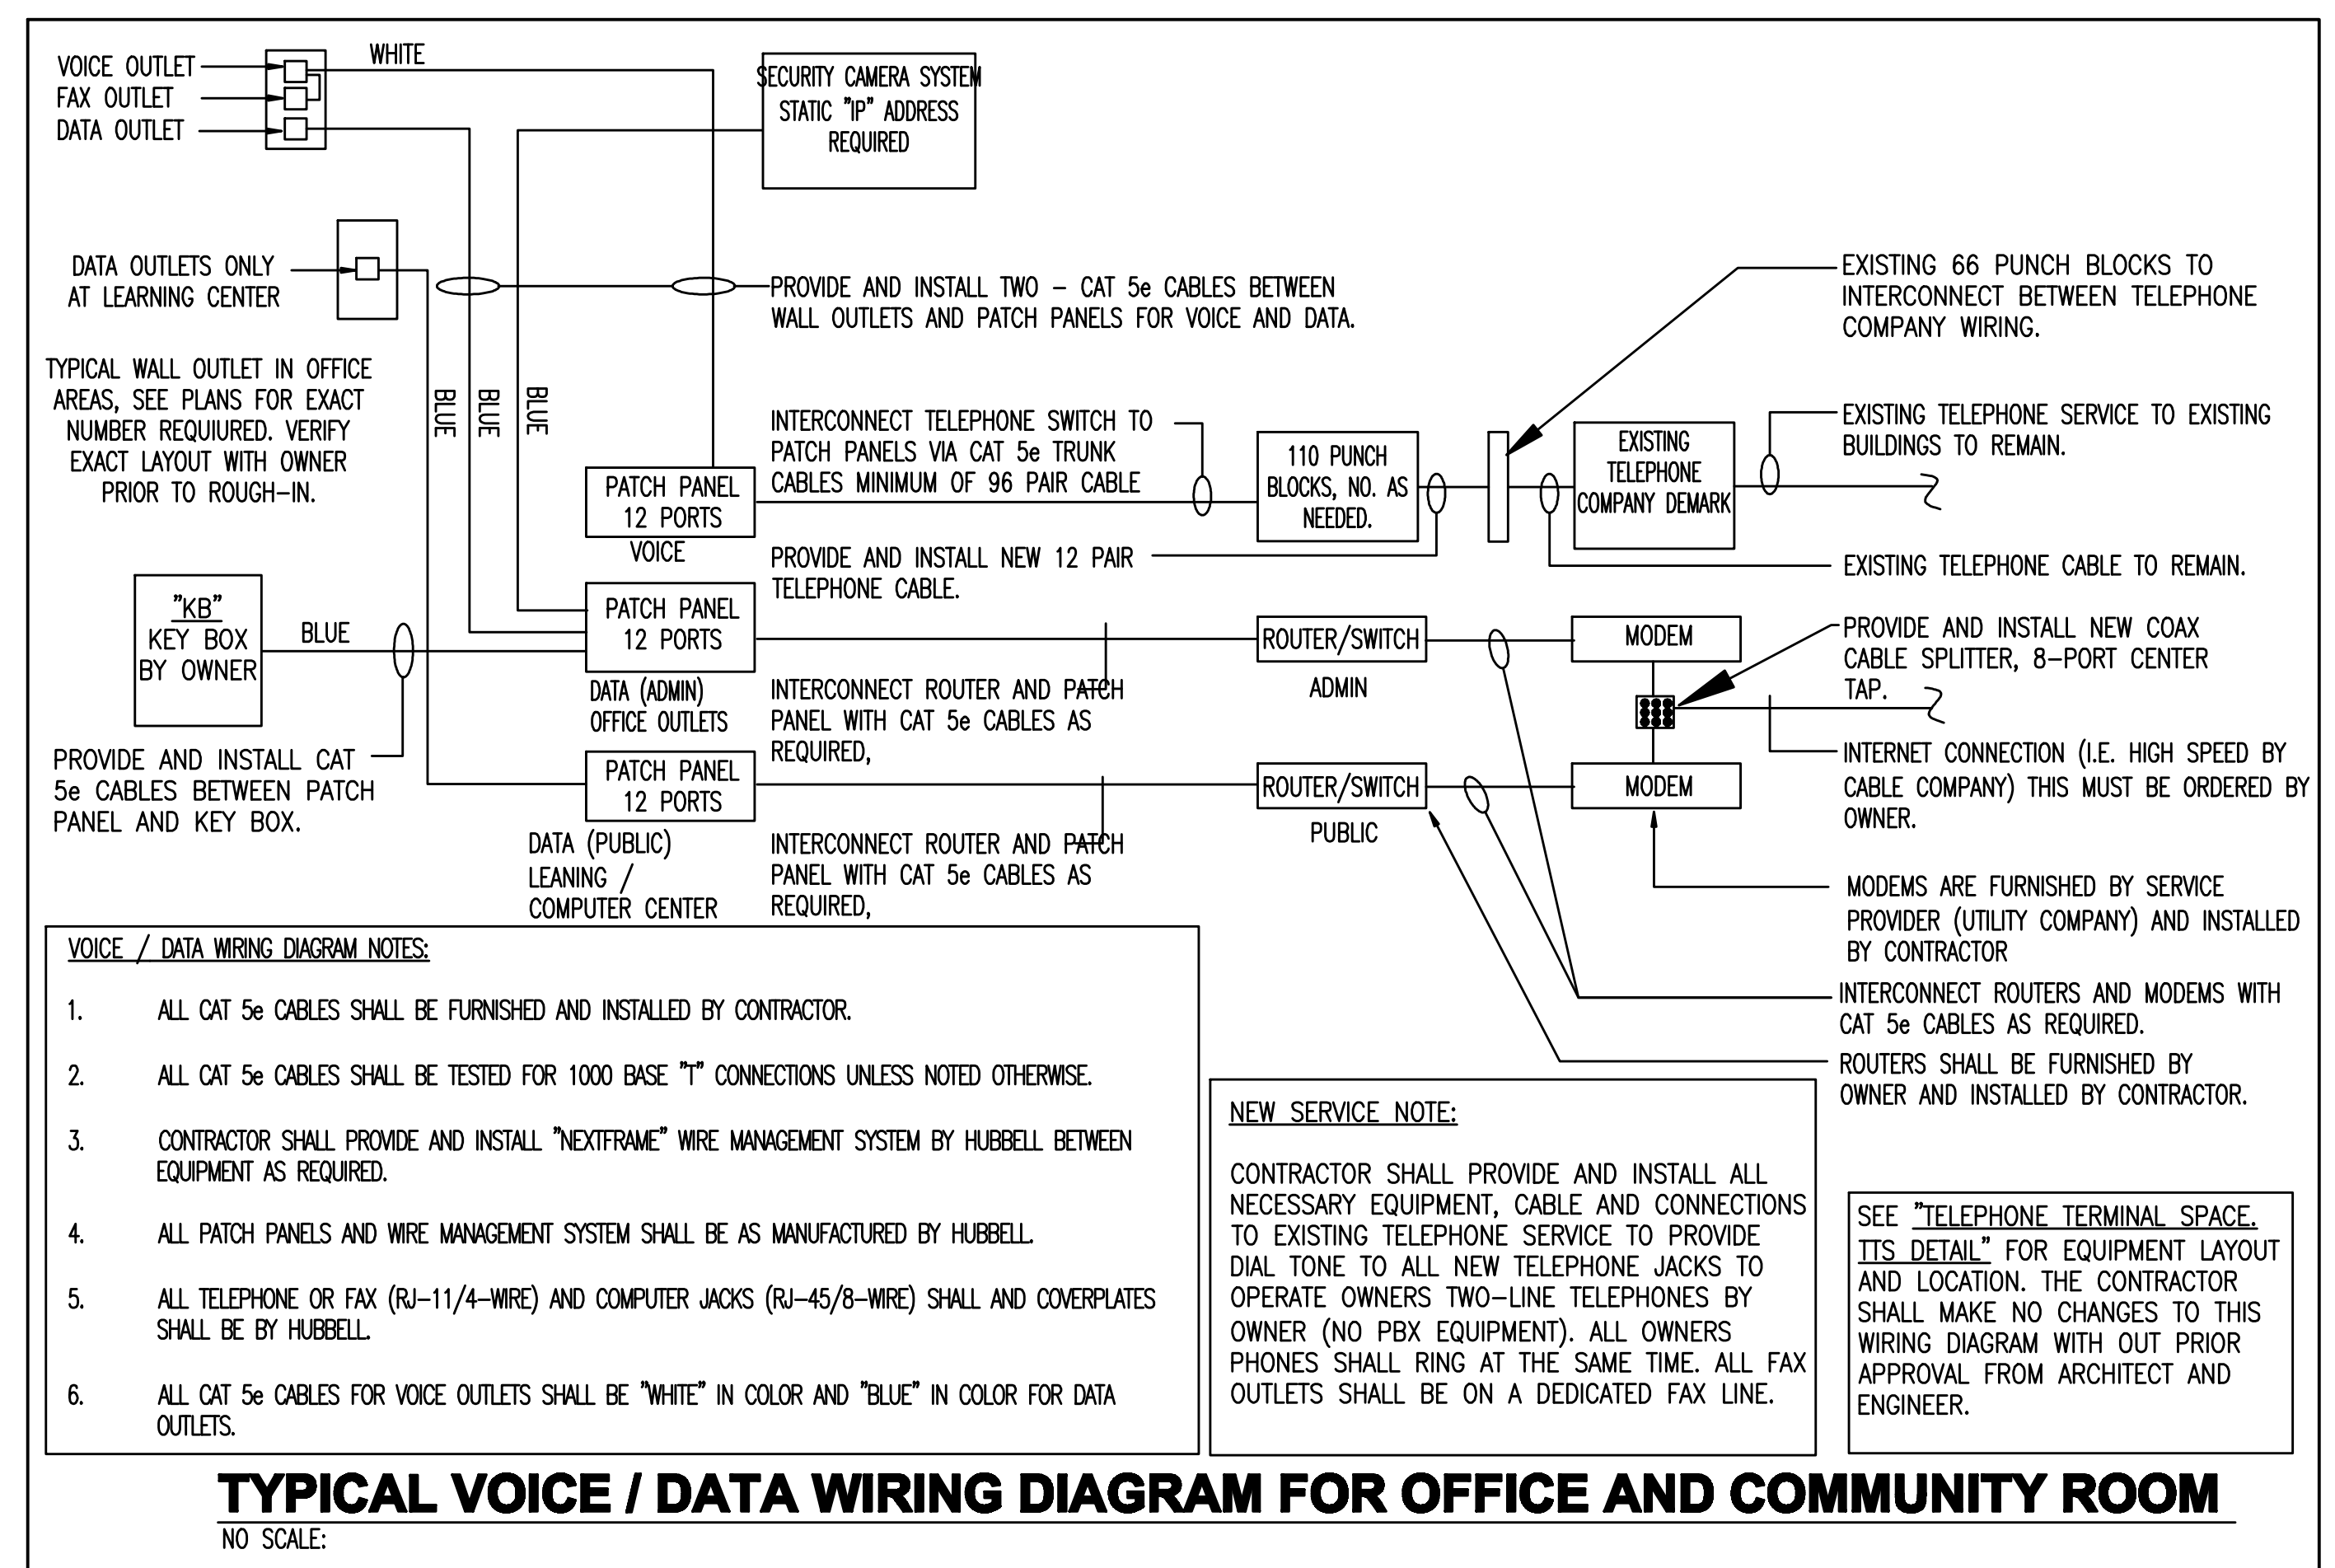 VOICE OUTLET
FAX OUTLET
DATA OUTLET
WHITE
SECURITY CAMERA SYSTEM
STATIC "IP" ADDRESS
REQUIRED
DATA OUTLETS ONLY
AT LEARNING CENTER
TYPICAL WALL OUTLET IN OFFICE
AREAS, SEE PLANS FOR EXACT
NUMBER REQUIURED. VERIFY
EXACT LAYOUT WITH OWNER
PRIOR TO ROUGH-IN.
BLUE
BLUE
BLUE
PROVIDE AND INSTALL TWO - CAT 5e CABLES BETWEEN
WALL OUTLETS AND PATCH PANELS FOR VOICE AND DATA.
INTERCONNECT TELEPHONE SWITCH TO
PATCH PANELS VIA CAT 5e TRUNK
CABLES MINIMUM OF 96 PAIR CABLE
PATCH PANEL
12 PORTS
VOICE
110 PUNCH
BLOCKS, NO. AS
NEEDED.
EXISTING
TELEPHONE
COMPANY DEMARK
EXISTING 66 PUNCH BLOCKS TO
INTERCONNECT BETWEEN TELEPHONE
COMPANY WIRING.
EXISTING TELEPHONE SERVICE TO EXISTING
BUILDINGS TO REMAIN.
PROVIDE AND INSTALL NEW 12 PAIR
TELEPHONE CABLE.
EXISTING TELEPHONE CABLE TO REMAIN.
"KB"
KEY BOX
BY OWNER
BLUE
PROVIDE AND INSTALL CAT
5e CABLES BETWEEN PATCH
PANEL AND KEY BOX.
PATCH PANEL
12 PORTS
DATA (ADMIN)
OFFICE OUTLETS
INTERCONNECT ROUTER AND PATCH
PANEL WITH CAT 5e CABLES AS
REQUIRED,
ROUTER/SWITCH
ADMIN
MODEM
PROVIDE AND INSTALL NEW COAX
CABLE SPLITTER, 8-PORT CENTER
TAP.
INTERNET CONNECTION (I.E. HIGH SPEED BY
CABLE COMPANY) THIS MUST BE ORDERED BY
OWNER.
PATCH PANEL
12 PORTS
DATA (PUBLIC)
LEANING /
COMPUTER CENTER
INTERCONNECT ROUTER AND PATCH
PANEL WITH CAT 5e CABLES AS
REQUIRED,
ROUTER/SWITCH
PUBLIC
MODEM
MODEMS ARE FURNISHED BY SERVICE
PROVIDER (UTILITY COMPANY) AND INSTALLED
BY CONTRACTOR
INTERCONNECT ROUTERS AND MODEMS WITH
CAT 5e CABLES AS REQUIRED.
ROUTERS SHALL BE FURNISHED BY
OWNER AND INSTALLED BY CONTRACTOR.
VOICE / DATA WIRING DIAGRAM NOTES:
1. ALL CAT 5e CABLES SHALL BE FURNISHED AND INSTALLED BY CONTRACTOR.
2. ALL CAT 5e CABLES SHALL BE TESTED FOR 1000 BASE "T" CONNECTIONS UNLESS NOTED OTHERWISE.
3. CONTRACTOR SHALL PROVIDE AND INSTALL "NEXTFRAME" WIRE MANAGEMENT SYSTEM BY HUBBELL BETWEEN
EQUIPMENT AS REQUIRED.
4. ALL PATCH PANELS AND WIRE MANAGEMENT SYSTEM SHALL BE AS MANUFACTURED BY HUBBELL.
5. ALL TELEPHONE OR FAX (RJ-11/4-WIRE) AND COMPUTER JACKS (RJ-45/8-WIRE) SHALL AND COVERPLATES
SHALL BE BY HUBBELL.
6. ALL CAT 5e CABLES FOR VOICE OUTLETS SHALL BE "WHITE" IN COLOR AND "BLUE" IN COLOR FOR DATA
OUTLETS.
NEW SERVICE NOTE:
CONTRACTOR SHALL PROVIDE AND INSTALL ALL
NECESSARY EQUIPMENT, CABLE AND CONNECTIONS
TO EXISTING TELEPHONE SERVICE TO PROVIDE
DIAL TONE TO ALL NEW TELEPHONE JACKS TO
OPERATE OWNERS TWO-LINE TELEPHONES BY
OWNER (NO PBX EQUIPMENT). ALL OWNERS
PHONES SHALL RING AT THE SAME TIME. ALL FAX
OUTLETS SHALL BE ON A DEDICATED FAX LINE.
SEE "TELEPHONE TERMINAL SPACE.
TTS DETAIL" FOR EQUIPMENT LAYOUT
AND LOCATION. THE CONTRACTOR
SHALL MAKE NO CHANGES TO THIS
WIRING DIAGRAM WITH OUT PRIOR
APPROVAL FROM ARCHITECT AND
ENGINEER.
TYPICAL VOICE / DATA WIRING DIAGRAM FOR OFFICE AND COMMUNITY ROOM
NO SCALE: